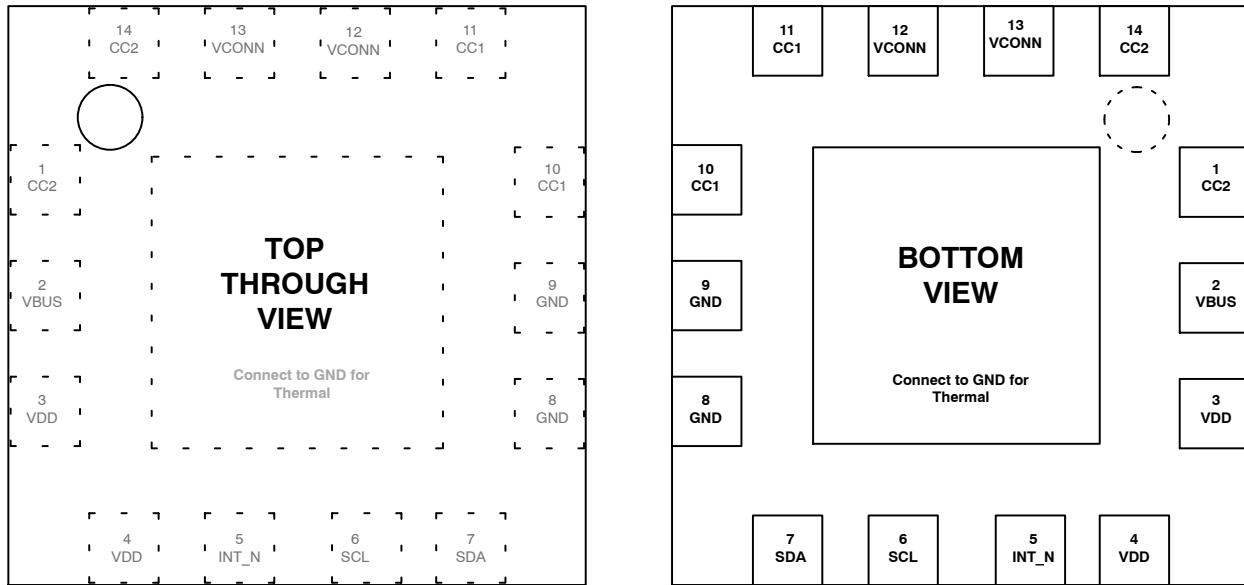 14
CC2
13
VCONN
12
VCONN
11
CC1
1
CC2
10
CC1
2
VBUS
9
GND
3
VDD
8
GND
TOP
THROUGH
VIEW
Connect to GND for
Thermal
4
VDD
5
INT_N
6
SCL
7
SDA
11
CC1
12
VCONN
13
VCONN
14
CC2
10
CC1
1
CC2
9
GND
2
VBUS
8
GND
3
VDD
BOTTOM
VIEW
Connect to GND for
Thermal
7
SDA
6
SCL
5
INT_N
4
VDD